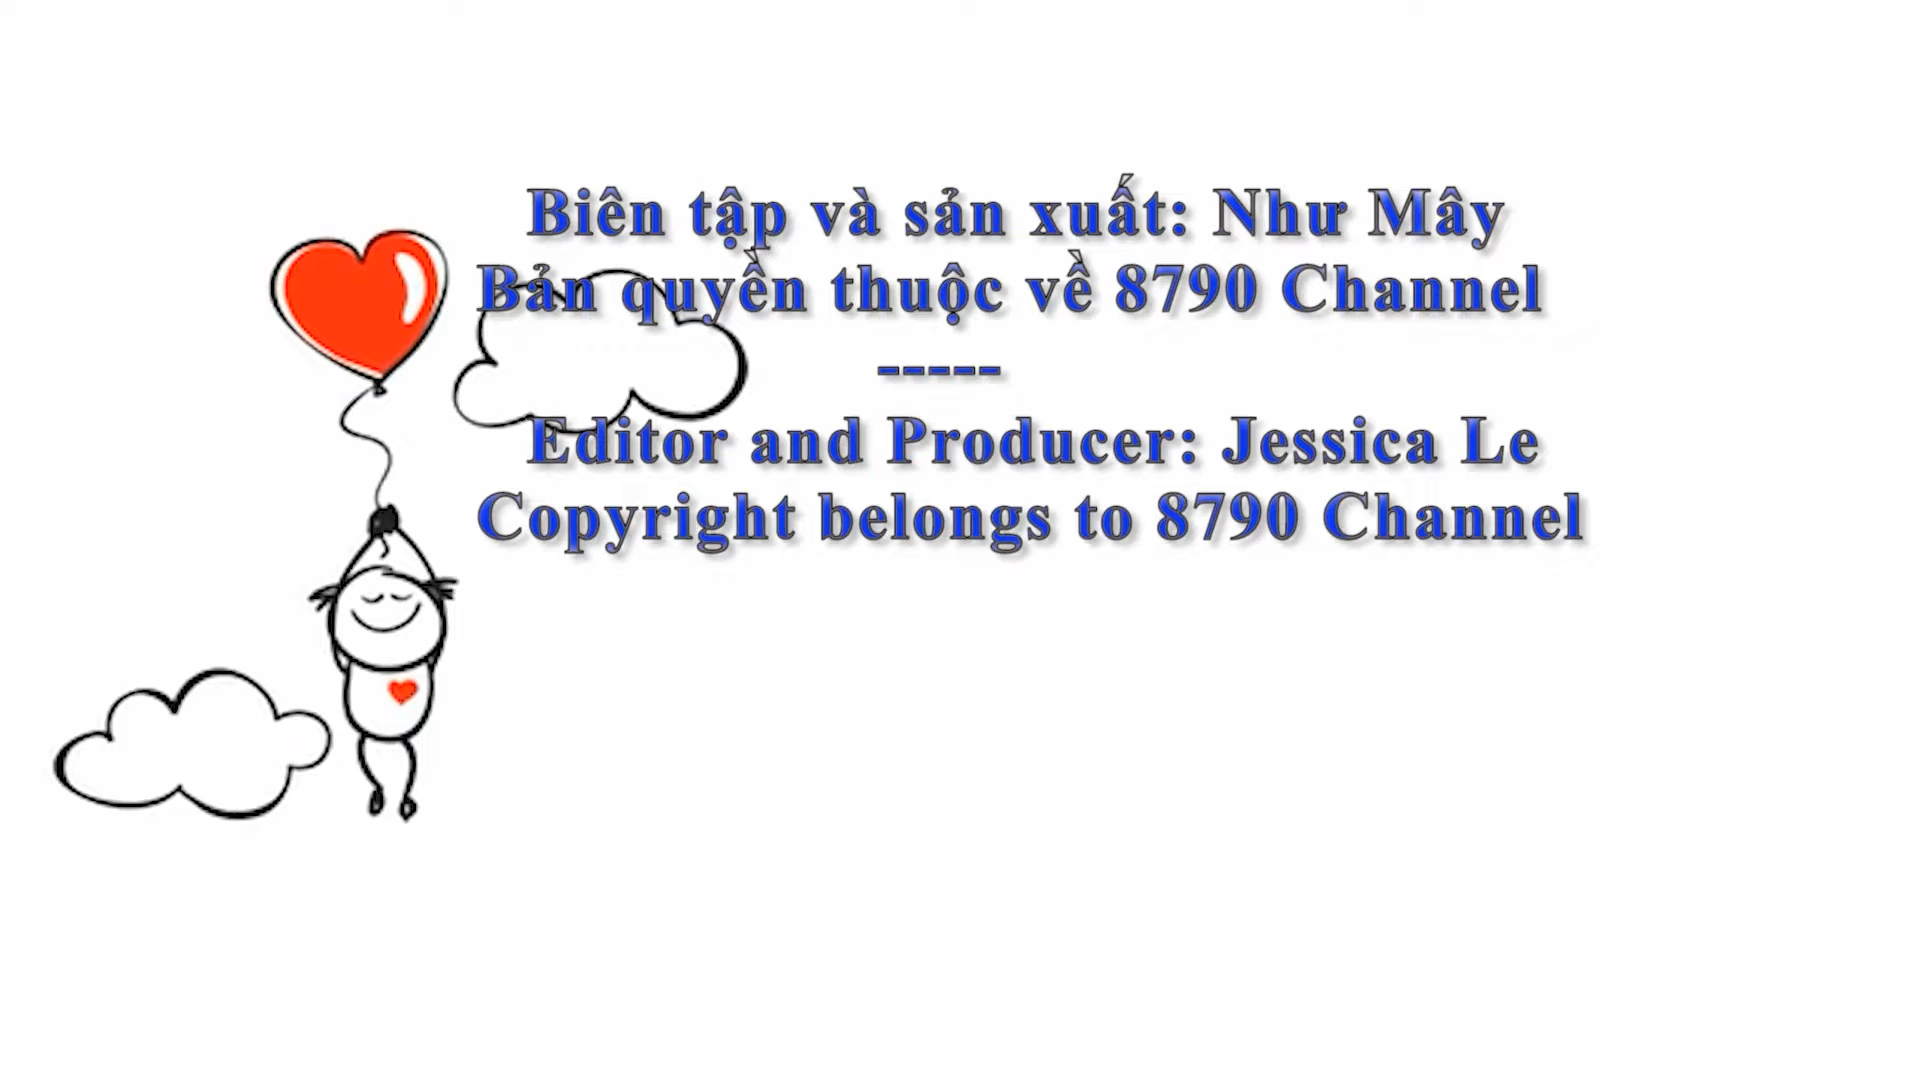 Biên tập và sản xuất: Như Mây
Bản quyền thuộc về 8790 Channel
-----
Editor and Producer: Jessica Le
Copyright belongs to 8790 Channel